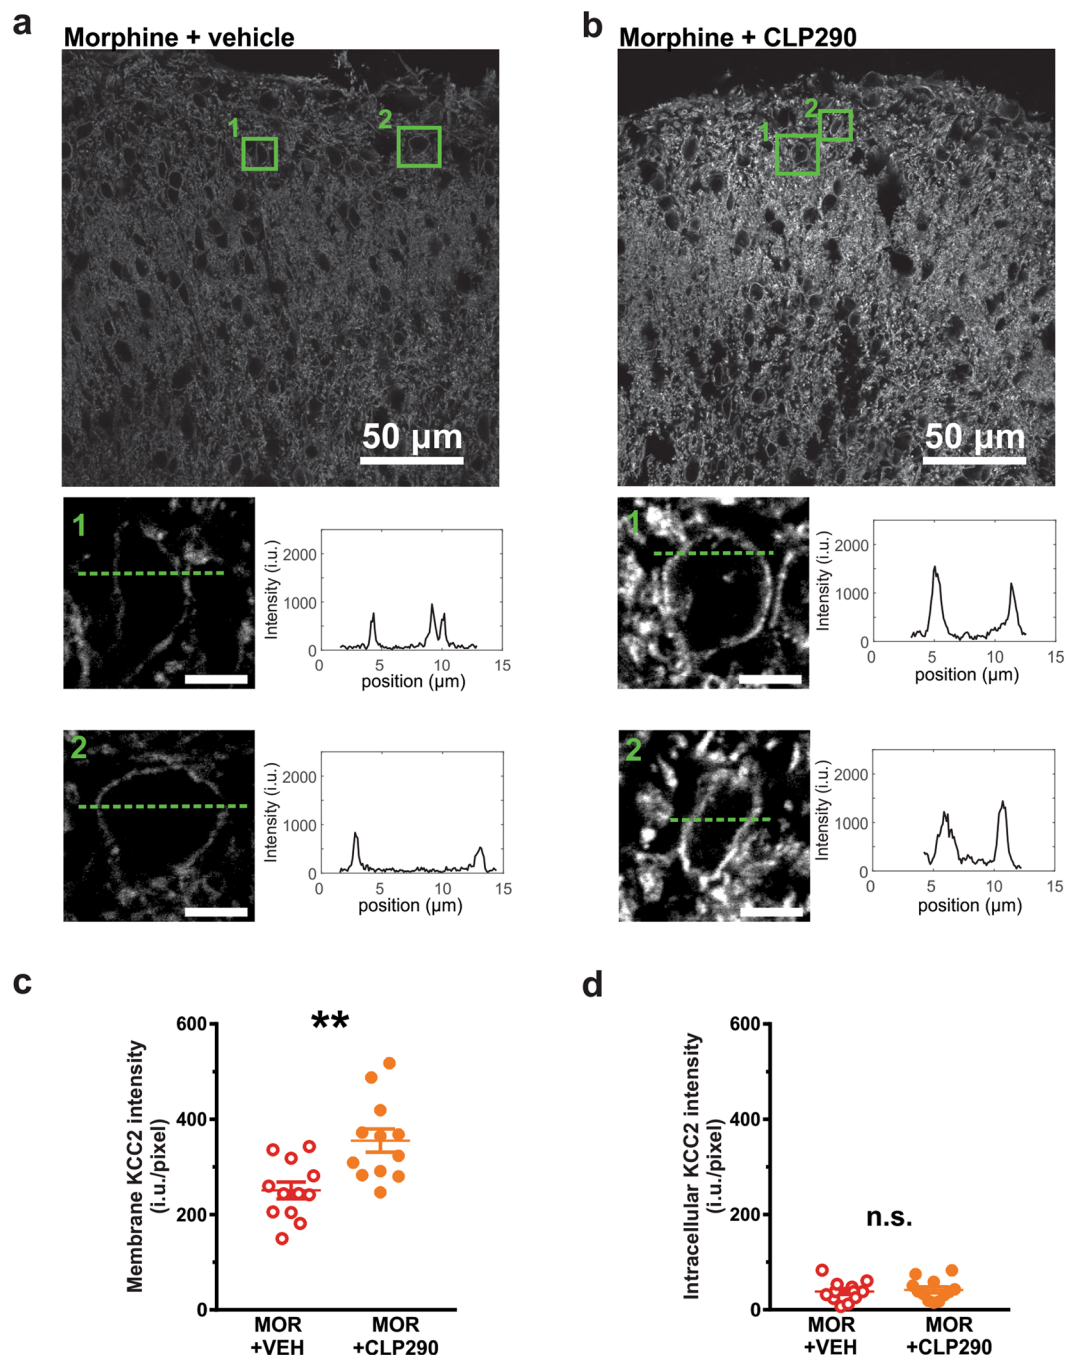 a
Morphine + vehicle
1
2
50 µm
b
Morphine + CLP290
1
2
50 µm
1
Intensity (i.u.)
2000
1000
0
0 5 10 15
position (µm)
1
Intensity (i.u.)
2000
1000
0
0 5 10 15
position (µm)
2
Intensity (i.u.)
2000
1000
0
0 5 10 15
position (µm)
2
Intensity (i.u.)
2000
1000
0
0 5 10 15
position (µm)
c
Membrane KCC2 intensity
(i.u./pixel)
600
400
200
0
**
MOR
+VEH
MOR
+CLP290
d
Intracellular KCC2 intensity
(i.u./pixel)
600
400
200
0
n.s.
MOR
+VEH
MOR
+CLP290